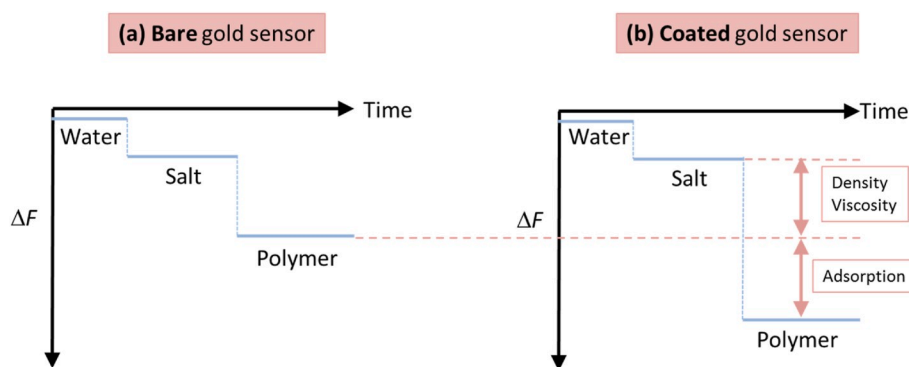 (a) Bare gold sensor
(b) Coated gold sensor
Time
Water
Salt
ΔF
Polymer
Time
Water
Salt
Density
Viscosity
ΔF
Adsorption
Polymer